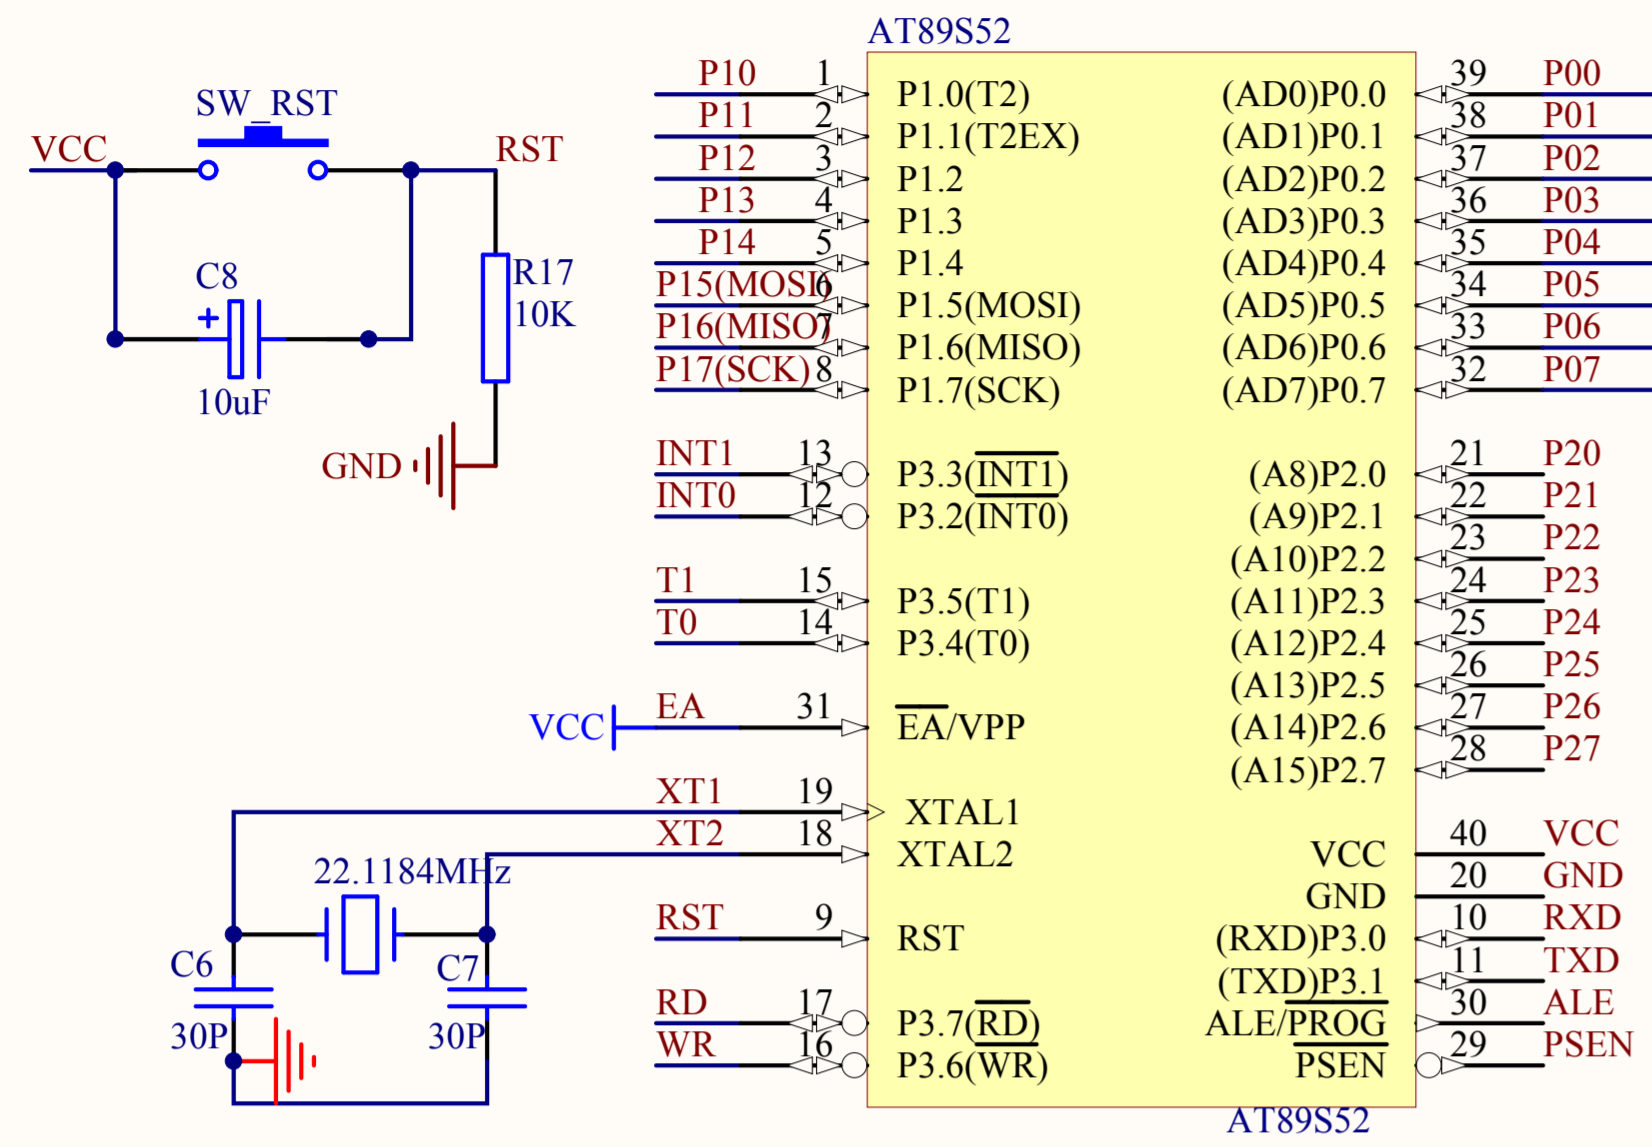 AT89S52
SW_RST
VCC
RST
C8
+
10uF
R17
10K
GND
P10 1 P1.0(T2)
P11 2 P1.1(T2EX)
P12 3 P1.2
P13 4 P1.3
P14 5 P1.4
P15(MOSI) 6 P1.5(MOSI)
P16(MISO) 7 P1.6(MISO)
P17(SCK) 8 P1.7(SCK)
INT1 13 P3.3(INT1)
INT0 12 P3.2(INT0)
T1 15 P3.5(T1)
T0 14 P3.4(T0)
VCC EA 31 EA/VPP
XT1 19 XTAL1
XT2 18 XTAL2
RST 9 RST
RD 17 P3.7(RD)
WR 16 P3.6(WR)
22.1184MHz
C6
30P
C7
30P
(AD0)P0.0 39 P00
(AD1)P0.1 38 P01
(AD2)P0.2 37 P02
(AD3)P0.3 36 P03
(AD4)P0.4 35 P04
(AD5)P0.5 34 P05
(AD6)P0.6 33 P06
(AD7)P0.7 32 P07
(A8)P2.0 21 P20
(A9)P2.1 22 P21
(A10)P2.2 23 P22
(A11)P2.3 24 P23
(A12)P2.4 25 P24
(A13)P2.5 26 P25
(A14)P2.6 27 P26
(A15)P2.7 28 P27
VCC 40 VCC
GND 20 GND
(RXD)P3.0 10 RXD
(TXD)P3.1 11 TXD
ALE/PROG 30 ALE
PSEN 29 PSEN
AT89S52